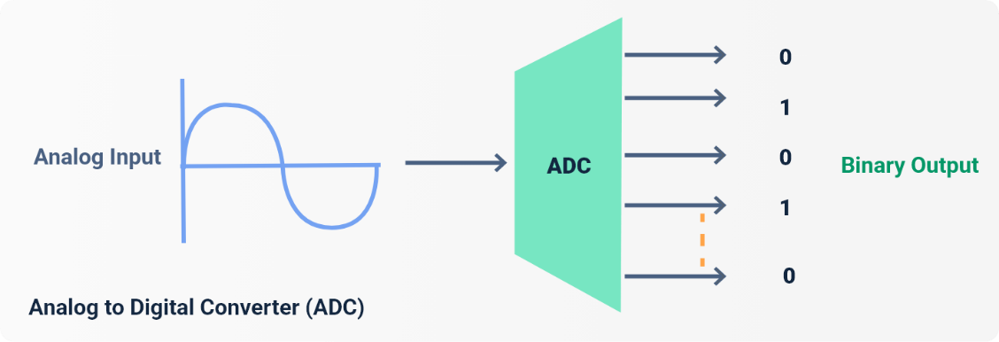 Analog Input
ADC
0
1
0
1
0
Binary Output
Analog to Digital Converter (ADC)